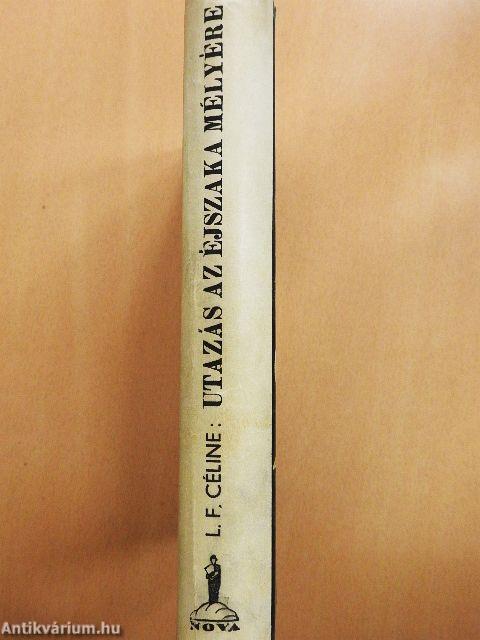 L. F. CÉLINE: UTAZÁS AZ ÉJSZAKA MÉLYÉRE
NOVA
Antikvárium.hu